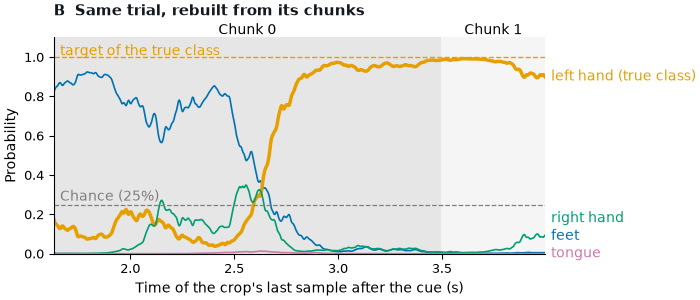 B Same trial, rebuilt from its chunks
Chunk 0
Chunk 1
target of the true class
left hand (true class)
Chance (25%)
right hand
feet
tongue
Probability
1.0
0.8
0.6
0.4
0.2
0.0
2.0
2.5
3.0
3.5
Time of the crop's last sample after the cue (s)